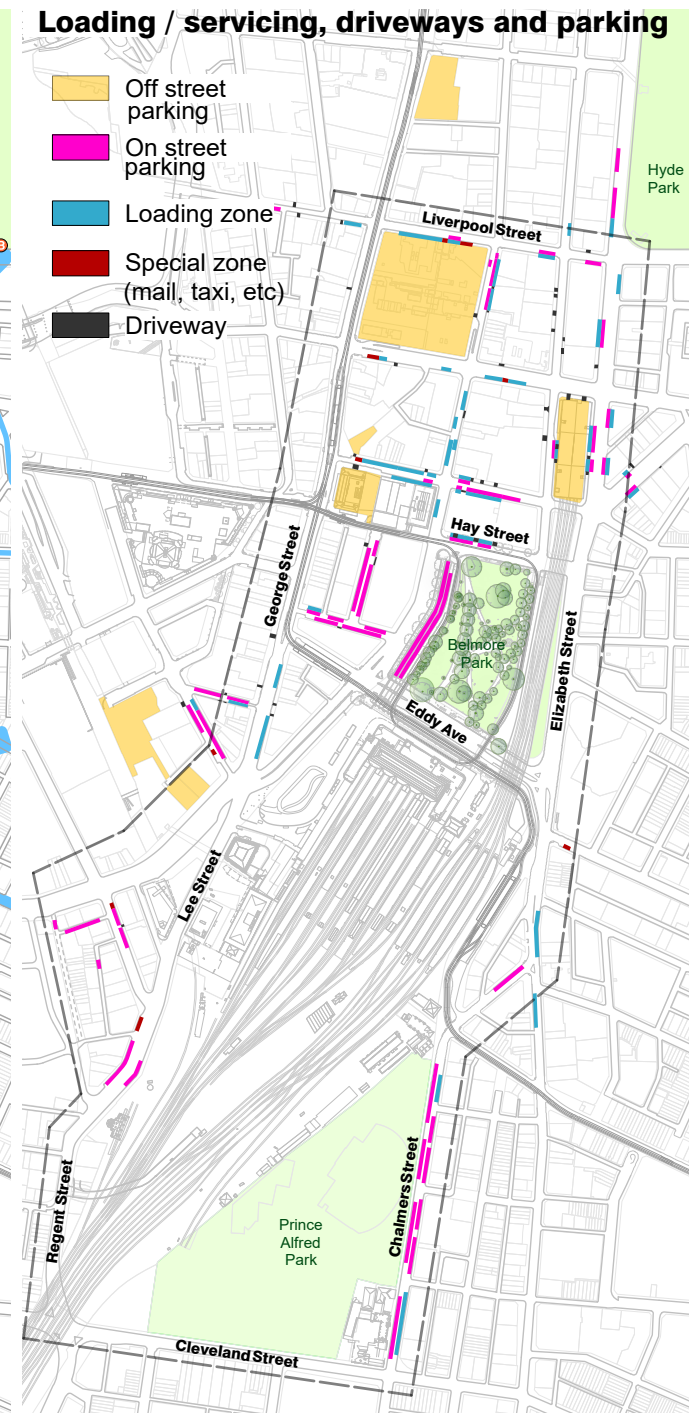 Loading / servicing, driveways and parking
Off street
parking
On street
parking
Loading zone
Special zone
(mail, taxi, etc)
Driveway
Hyde
Park
Liverpool Street
Hay Street
George Street
Belmore
Park
Elizabeth Street
Eddy Ave
Lee Street
Chalmers Street
Regent Street
Prince
Alfred
Park
Cleveland Street